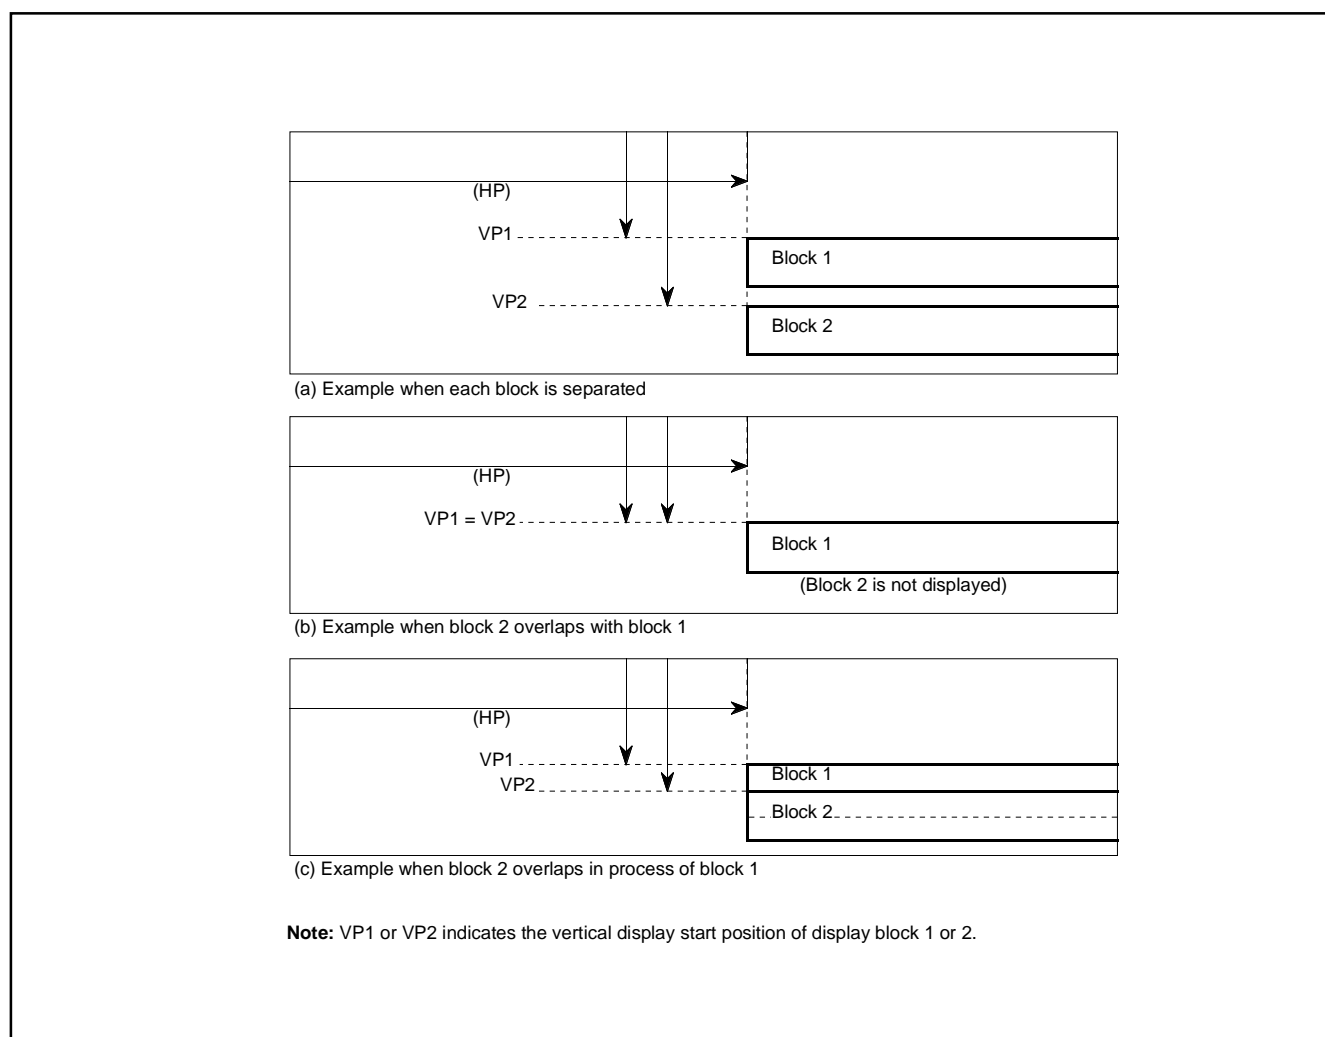 (HP)
VP1
Block 1
VP2
Block 2
(a) Example when each block is separated
(HP)
VP1 = VP2
Block 1
(Block 2 is not displayed)
(b) Example when block 2 overlaps with block 1
(HP)
VP1
Block 1
VP2
Block 2
(c) Example when block 2 overlaps in process of block 1
Note: VP1 or VP2 indicates the vertical display start position of display block 1 or 2.